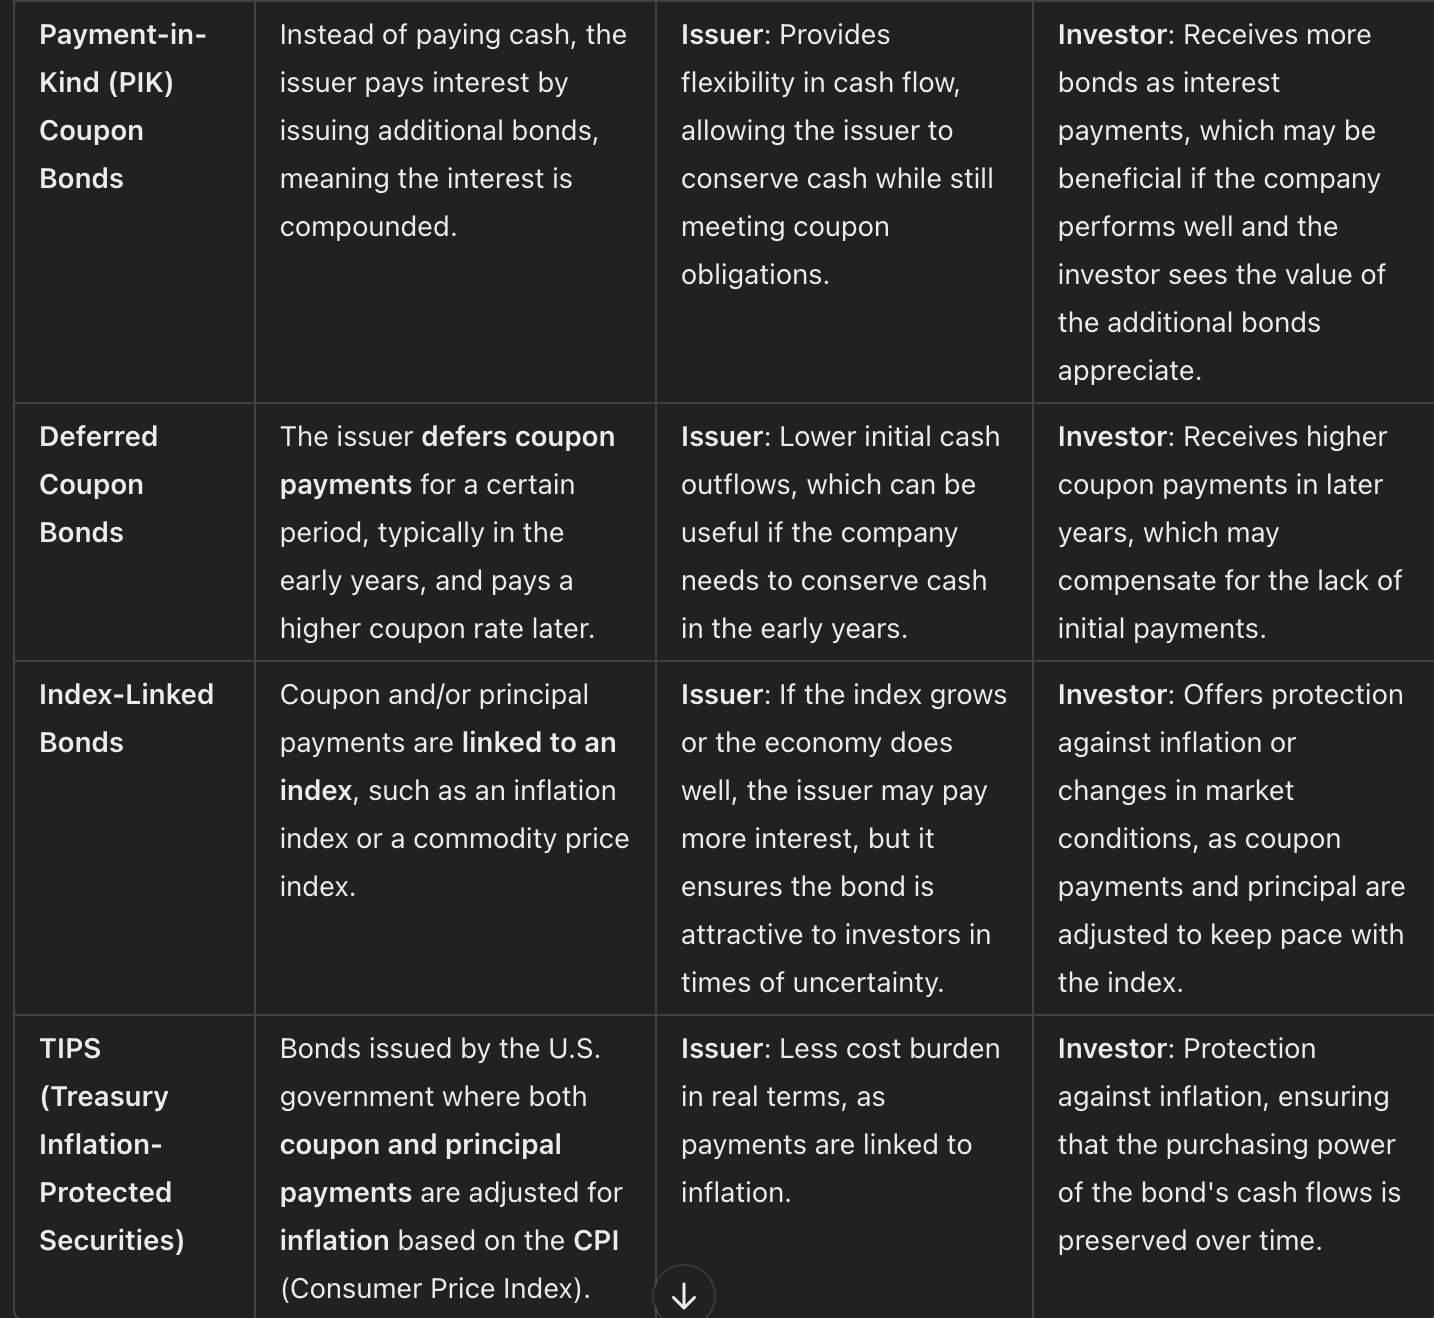 Payment-in-
Kind (PIK)
Coupon
Bonds
Instead of paying cash, the
issuer pays interest by
issuing additional bonds,
meaning the interest is
compounded.
Issuer: Provides
flexibility in cash flow,
allowing the issuer to
conserve cash while still
meeting coupon
obligations.
Investor: Receives more
bonds as interest
payments, which may be
beneficial if the company
performs well and the
investor sees the value of
the additional bonds
appreciate.
Deferred
Coupon
Bonds
The issuer defers coupon
payments for a certain
period, typically in the
early years, and pays a
higher coupon rate later.
Issuer: Lower initial cash
outflows, which can be
useful if the company
needs to conserve cash
in the early years.
Investor: Receives higher
coupon payments in later
years, which may
compensate for the lack of
initial payments.
Index-Linked
Bonds
Coupon and/or principal
payments are linked to an
index, such as an inflation
index or a commodity price
index.
Issuer: If the index grows
or the economy does
well, the issuer may pay
more interest, but it
ensures the bond is
attractive to investors in
times of uncertainty.
Investor: Offers protection
against inflation or
changes in market
conditions, as coupon
payments and principal are
adjusted to keep pace with
the index.
TIPS
(Treasury
Inflation-
Protected
Securities)
Bonds issued by the U.S.
government where both
coupon and principal
payments are adjusted for
inflation based on the CPI
(Consumer Price Index).
Issuer: Less cost burden
in real terms, as
payments are linked to
inflation.
Investor: Protection
against inflation, ensuring
that the purchasing power
of the bond's cash flows is
preserved over time.